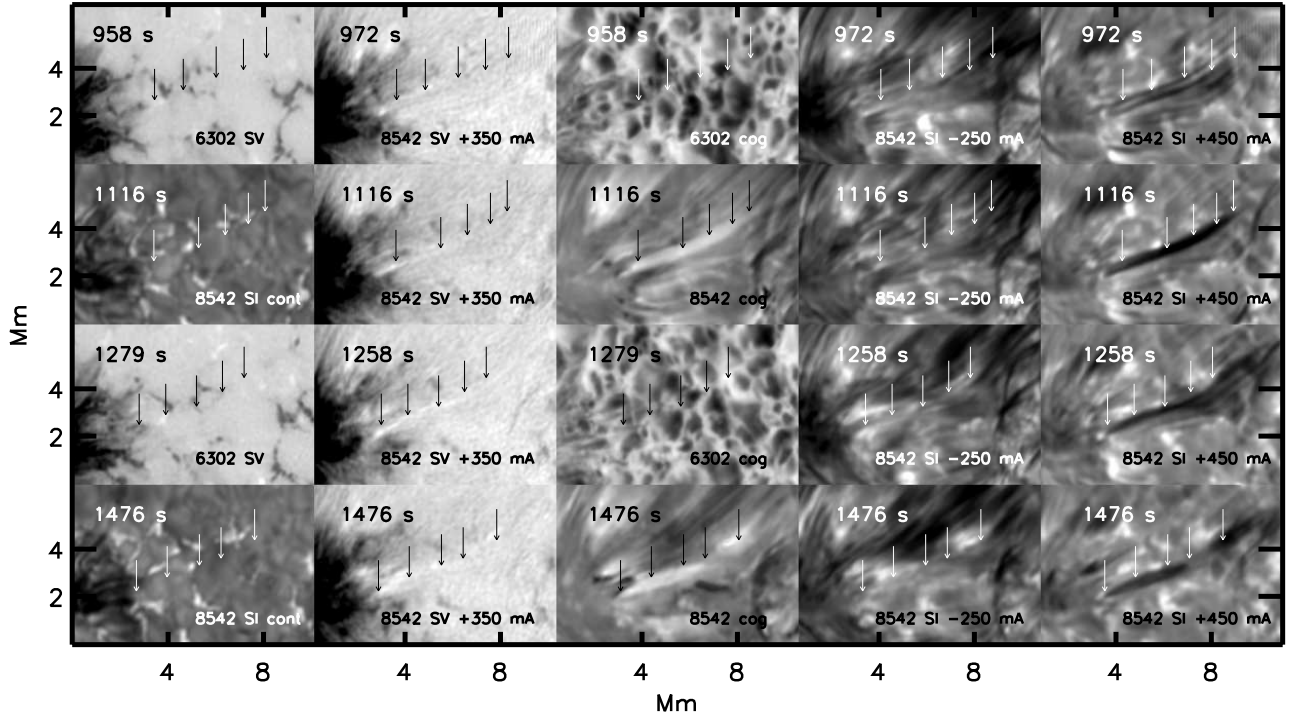 958 s
972 s
958 s
972 s
972 s
4
2
6302 SV
8542 SV +350 mA
6302 cog
8542 SI −250 mA
8542 SI +450 mA
1116 s
1116 s
1116 s
1116 s
1116 s
4
2
8542 SI cont
8542 SV +350 mA
8542 cog
8542 SI −250 mA
8542 SI +450 mA
Mm
1279 s
1258 s
1279 s
1258 s
1258 s
4
2
6302 SV
8542 SV +350 mA
6302 cog
8542 SI −250 mA
8542 SI +450 mA
1476 s
1476 s
1476 s
1476 s
1476 s
4
2
8542 SI cont
8542 SV +350 mA
8542 cog
8542 SI −250 mA
8542 SI +450 mA
4 8 4 8 4 8 4 8 4 8
Mm